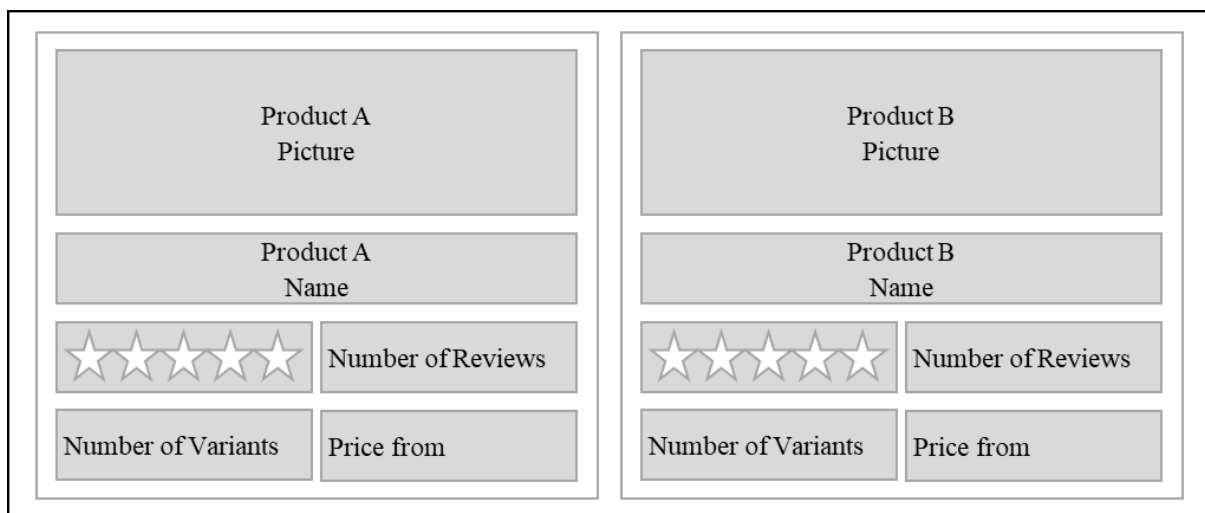 Product A
Picture
Product A
Name
Number of Reviews
Number of Variants
Price from
Product B
Picture
Product B
Name
Number of Reviews
Number of Variants
Price from